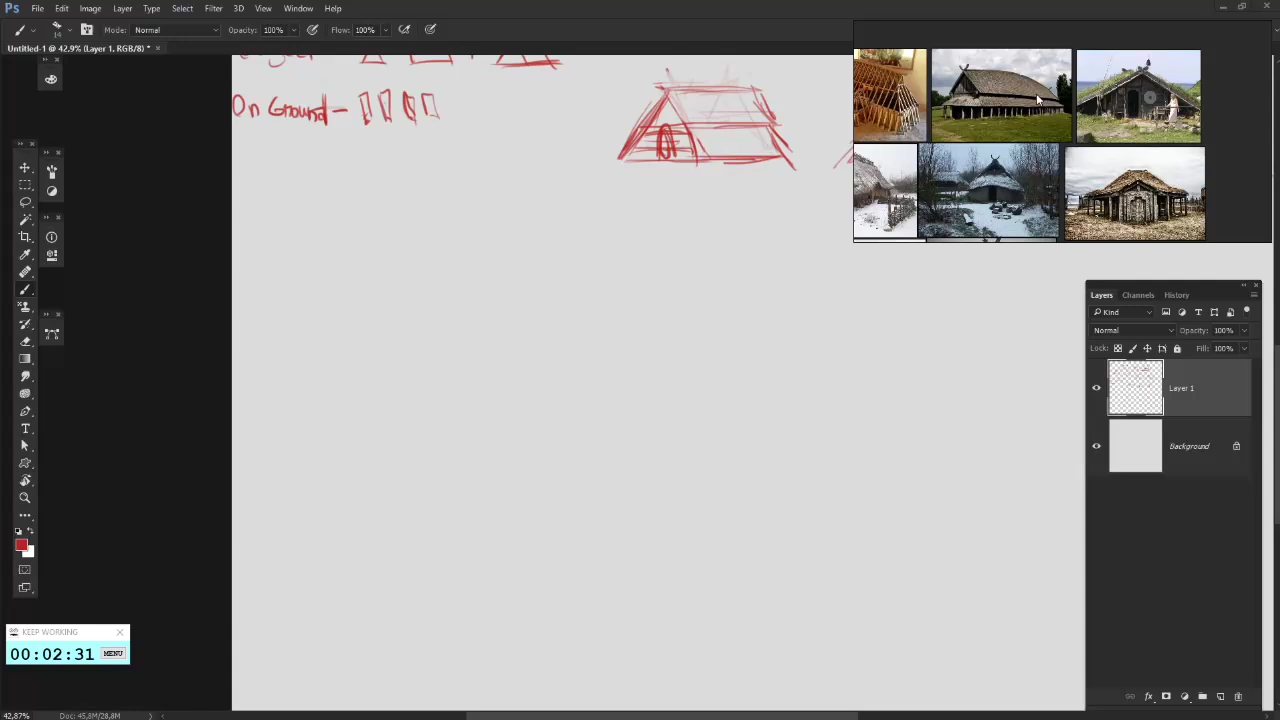 Ps File Edit Image Layer Type Select Filter 3D View Window Help
14 Mode: Normal Opacity: 100% Flow: 100%
Untitled-1 @ 42,9% (Layer 1, RGB/8) * ×
On Ground -
Layers Channels History
Kind
Normal Opacity: 100%
Lock: Fill: 100%
Layer 1
Background
KEEP WORKING
00:02:31 MENU
42,87% Doc: 45,8M/28,8M